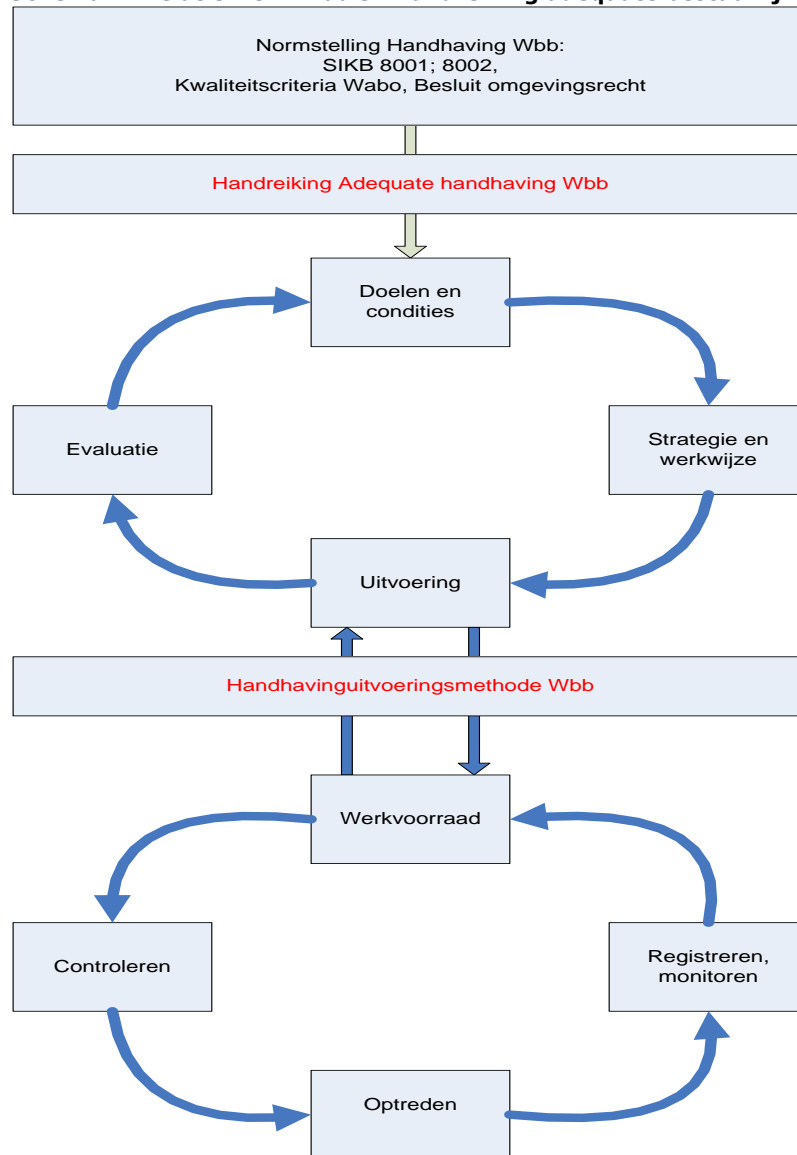 Normstelling Handhaving Wbb:
SIKB 8001; 8002,
Kwaliteitscriteria Wabo, Besluit omgevingsrecht
Handreiking Adequate handhaving Wbb
Doelen en
condities
Evaluatie
Strategie en
werkwijze
Uitvoering
Handhavinguitvoeringsmethode Wbb
Werkvoorraad
Controleren
Registreren,
monitoren
Optreden